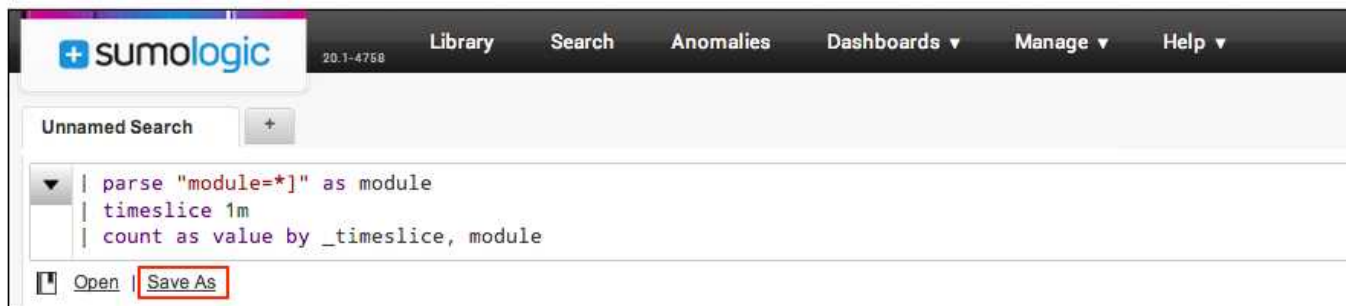 sumologic 20.1-4758 Library Search Anomalies Dashboards ▾ Manage ▾ Help ▾
Unnamed Search +
| parse "module=*]" as module
| timeslice 1m
| count as value by _timeslice, module
Open | Save As